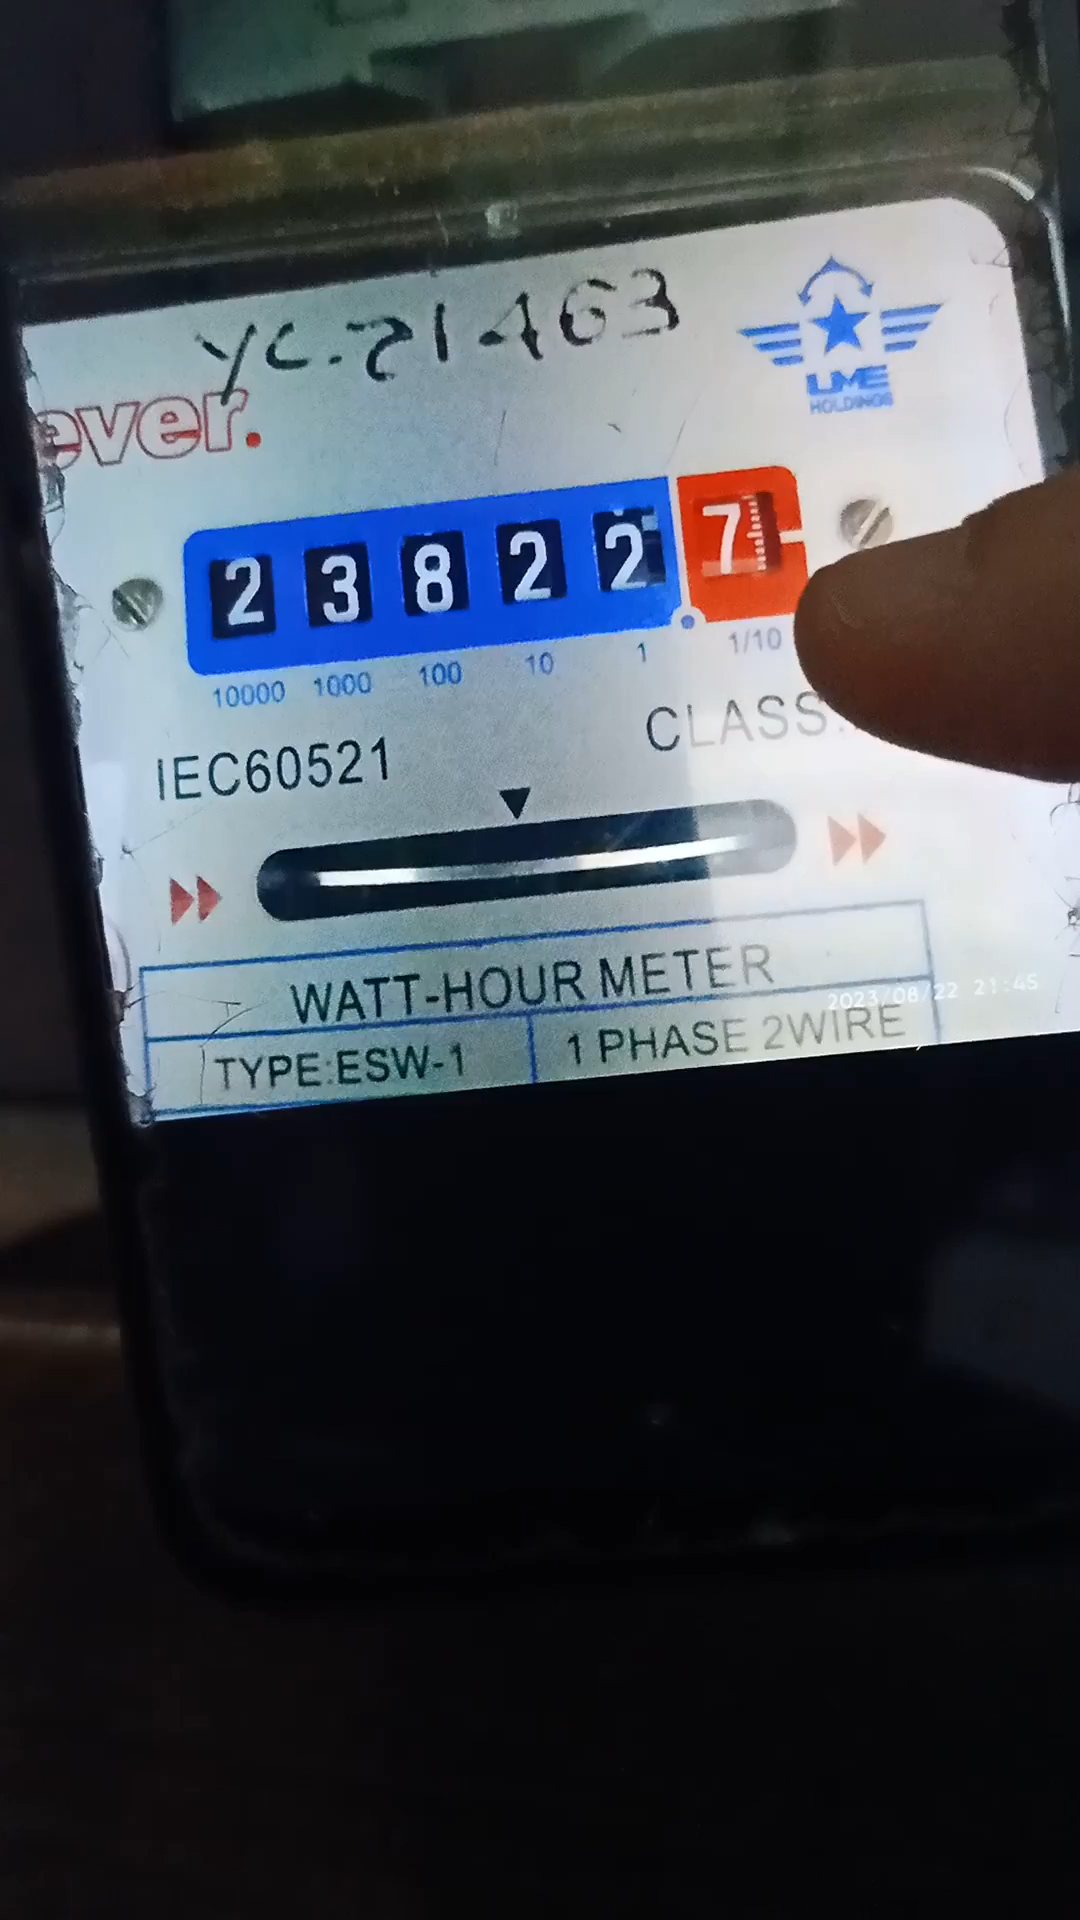 YC-21463
ever.
LME
HOLDINGS
2 3 8 2 2 7
10000 1000 100 10 1 1/10
IEC60521
CLASS
WATT-HOUR METER
2023/08/22 21:45
TYPE:ESW-1
1 PHASE 2WIRE